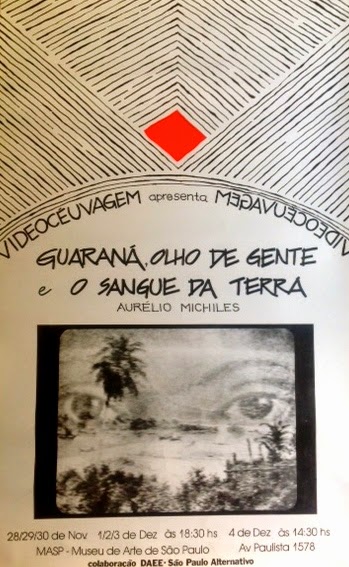 VIDEOCÉUVAGEM apresenta VIDEOCÉUVAGEM
GUARANÁ, OLHO DE GENTE
e O SANGUE DA TERRA
AURÉLIO MICHILES
28/29/30 de Nov 1/2/3 de Dez às 18:30 hs 4 de Dez às 14:30 hs
MASP - Museu de Arte de São Paulo Av Paulista 1578
colaboração DAEE - São Paulo Alternativo